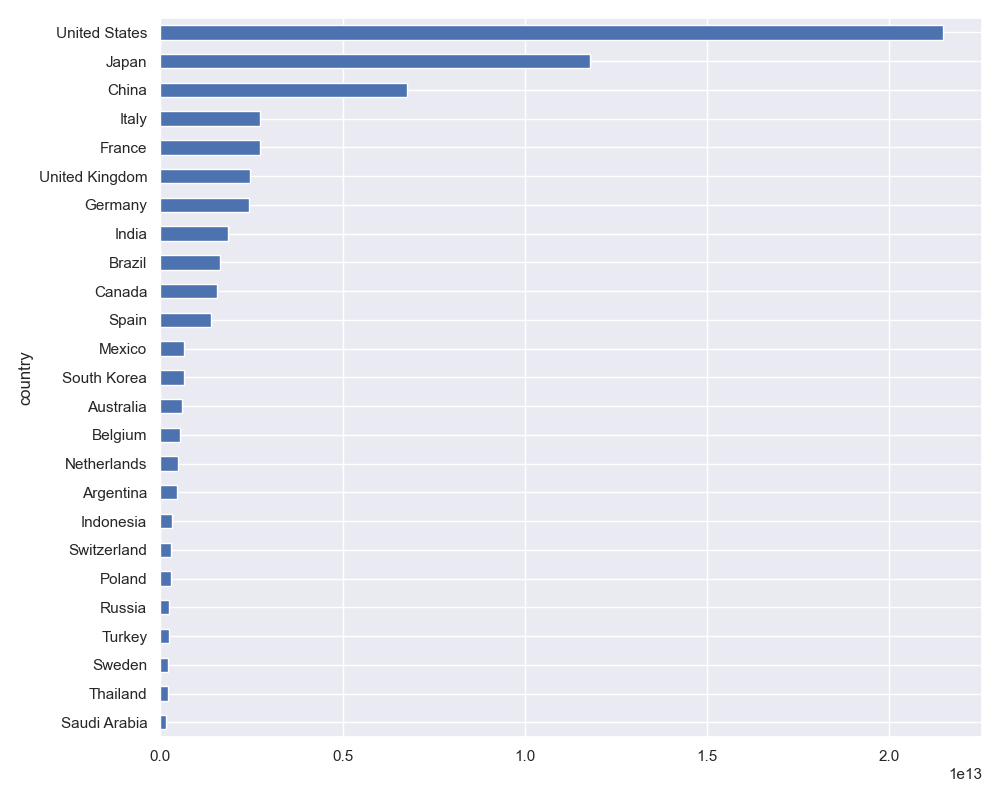 United States
Japan
China
Italy
France
United Kingdom
Germany
India
Brazil
Canada
Spain
Mexico
South Korea
Australia
Belgium
Netherlands
Argentina
Indonesia
Switzerland
Poland
Russia
Turkey
Sweden
Thailand
Saudi Arabia
country
0.0 0.5 1.0 1.5 2.0
1e13